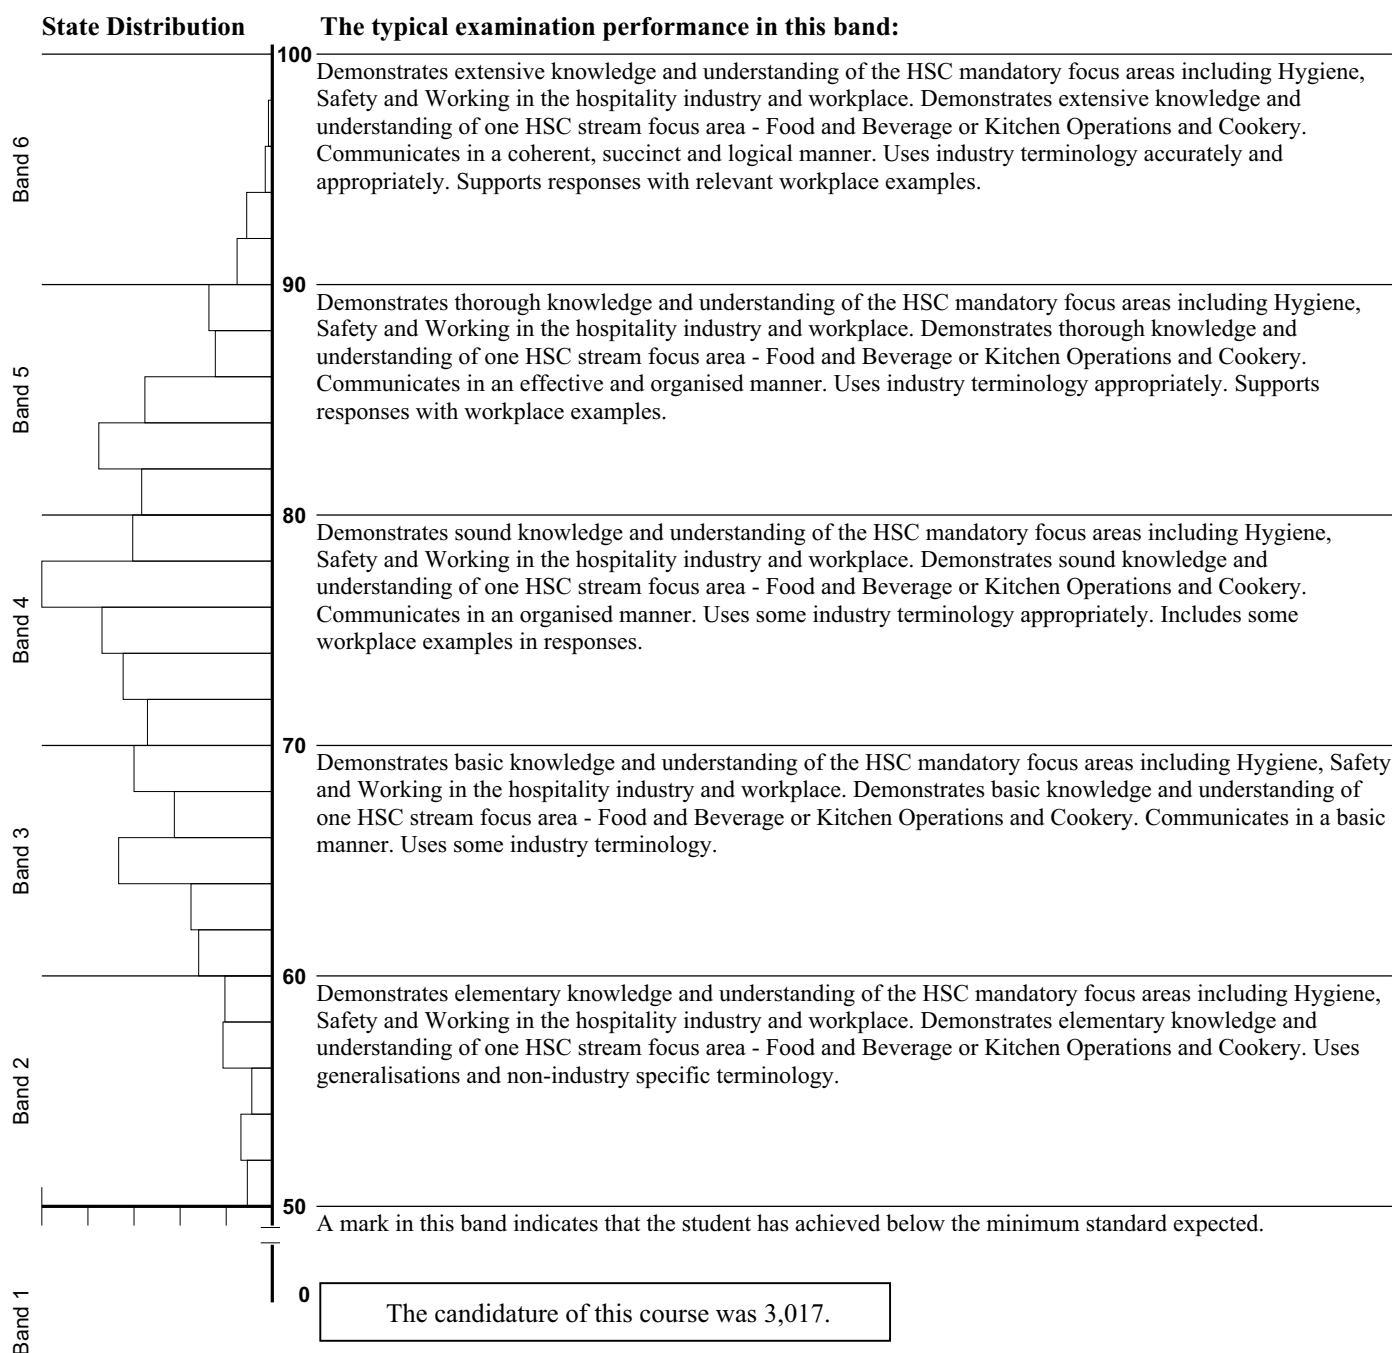 State Distribution
The typical examination performance in this band:
100
Demonstrates extensive knowledge and understanding of the HSC mandatory focus areas including Hygiene,
Safety and Working in the hospitality industry and workplace. Demonstrates extensive knowledge and
understanding of one HSC stream focus area - Food and Beverage or Kitchen Operations and Cookery.
Communicates in a coherent, succinct and logical manner. Uses industry terminology accurately and
appropriately. Supports responses with relevant workplace examples.
Band 6
90
Demonstrates thorough knowledge and understanding of the HSC mandatory focus areas including Hygiene,
Safety and Working in the hospitality industry and workplace. Demonstrates thorough knowledge and
understanding of one HSC stream focus area - Food and Beverage or Kitchen Operations and Cookery.
Communicates in an effective and organised manner. Uses industry terminology appropriately. Supports
responses with workplace examples.
Band 5
80
Demonstrates sound knowledge and understanding of the HSC mandatory focus areas including Hygiene,
Safety and Working in the hospitality industry and workplace. Demonstrates sound knowledge and
understanding of one HSC stream focus area - Food and Beverage or Kitchen Operations and Cookery.
Communicates in an organised manner. Uses some industry terminology appropriately. Includes some
workplace examples in responses.
Band 4
70
Demonstrates basic knowledge and understanding of the HSC mandatory focus areas including Hygiene, Safety
and Working in the hospitality industry and workplace. Demonstrates basic knowledge and understanding of
one HSC stream focus area - Food and Beverage or Kitchen Operations and Cookery. Communicates in a basic
manner. Uses some industry terminology.
Band 3
60
Demonstrates elementary knowledge and understanding of the HSC mandatory focus areas including Hygiene,
Safety and Working in the hospitality industry and workplace. Demonstrates elementary knowledge and
understanding of one HSC stream focus area - Food and Beverage or Kitchen Operations and Cookery. Uses
generalisations and non-industry specific terminology.
Band 2
50
A mark in this band indicates that the student has achieved below the minimum standard expected.
0
Band 1
The candidature of this course was 3,017.